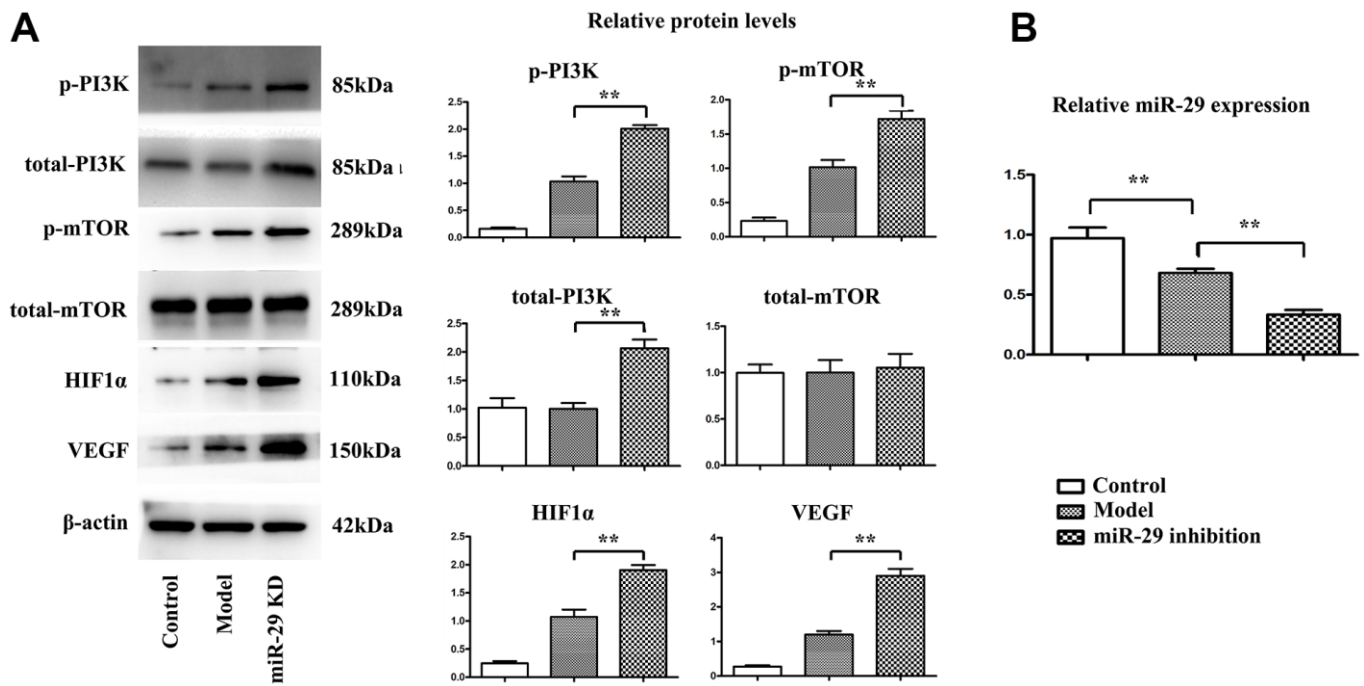 A
p-PI3K
85kDa
total-PI3K
85kDa
p-mTOR
289kDa
total-mTOR
289kDa
HIF1α
110kDa
VEGF
150kDa
β-actin
42kDa
Control
Model
miR-29 KD
Relative protein levels
p-PI3K
**
2.5
2.0
1.5
1.0
0.5
0.0
p-mTOR
**
2.0
1.5
1.0
0.5
0.0
total-PI3K
**
2.5
2.0
1.5
1.0
0.5
0.0
total-mTOR
1.5
1.0
0.5
0.0
HIF1α
**
2.5
2.0
1.5
1.0
0.5
0.0
VEGF
**
4
3
2
1
0
B
Relative miR-29 expression
**
**
1.5
1.0
0.5
0.0
Control
Model
miR-29 inhibition